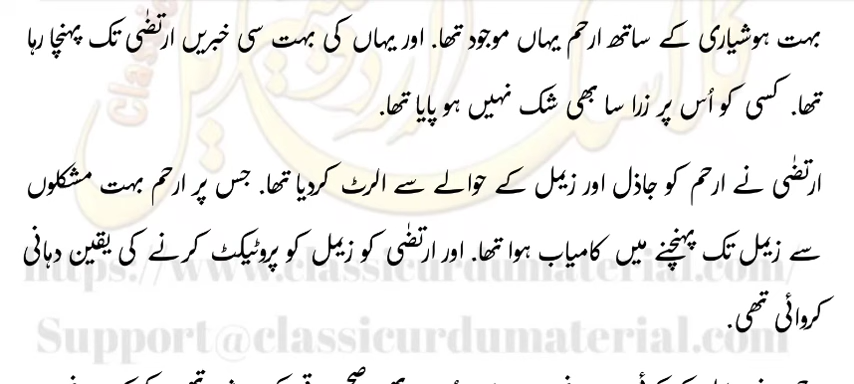 بہت ہوشیاری کے ساتھ ارحم یہاں موجود تھا. اور یہاں کی بہت سی خبریں ارتضٰی تک پہنچا رہا
تھا. کسی کو اُس پر زرا سا بھی شک نہیں ہو پایا تھا.
ارتضٰی نے ارحم کو جاذل اور زیمل کے حوالے سے الرٹ کردیا تھا. جس پر ارحم بہت مشکلوں
سے زیمل تک پہنچنے میں کامیاب ہوا تھا. اور ارتضٰی کو زیمل کو پروٹیکٹ کرنے کی یقین دہانی
https://www.classicurdumaterial.com/
کروائی تھی.
Support@classicurdumaterial.com